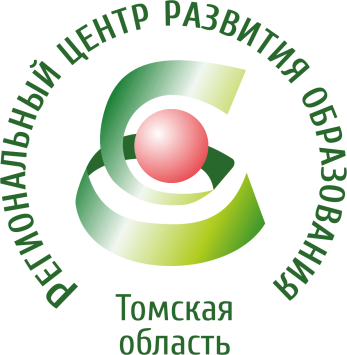 Региональный центр развития образования
Томская
область